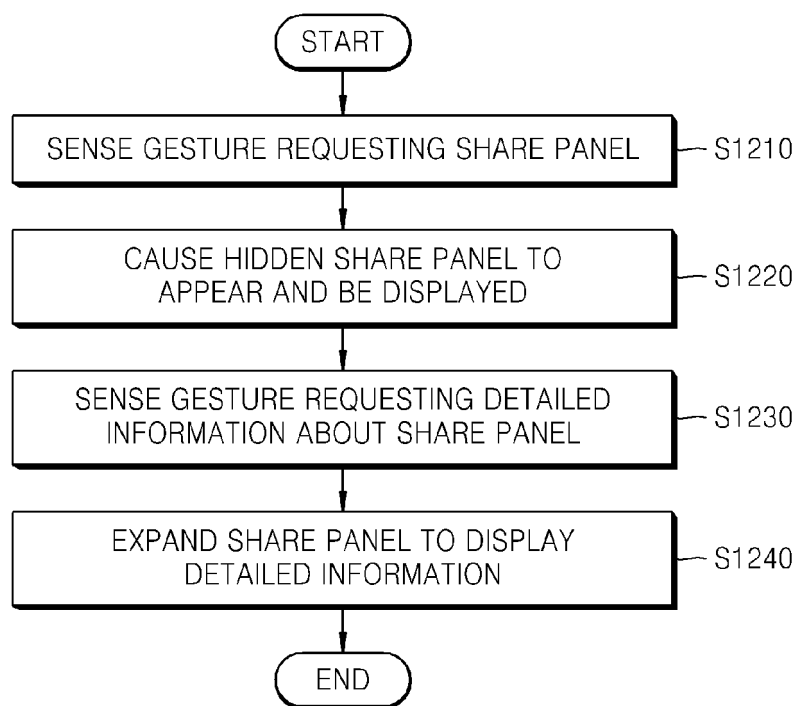 START
SENSE GESTURE REQUESTING SHARE PANEL
S1210
CAUSE HIDDEN SHARE PANEL TO
APPEAR AND BE DISPLAYED
S1220
SENSE GESTURE REQUESTING DETAILED
INFORMATION ABOUT SHARE PANEL
S1230
EXPAND SHARE PANEL TO DISPLAY
DETAILED INFORMATION
S1240
END